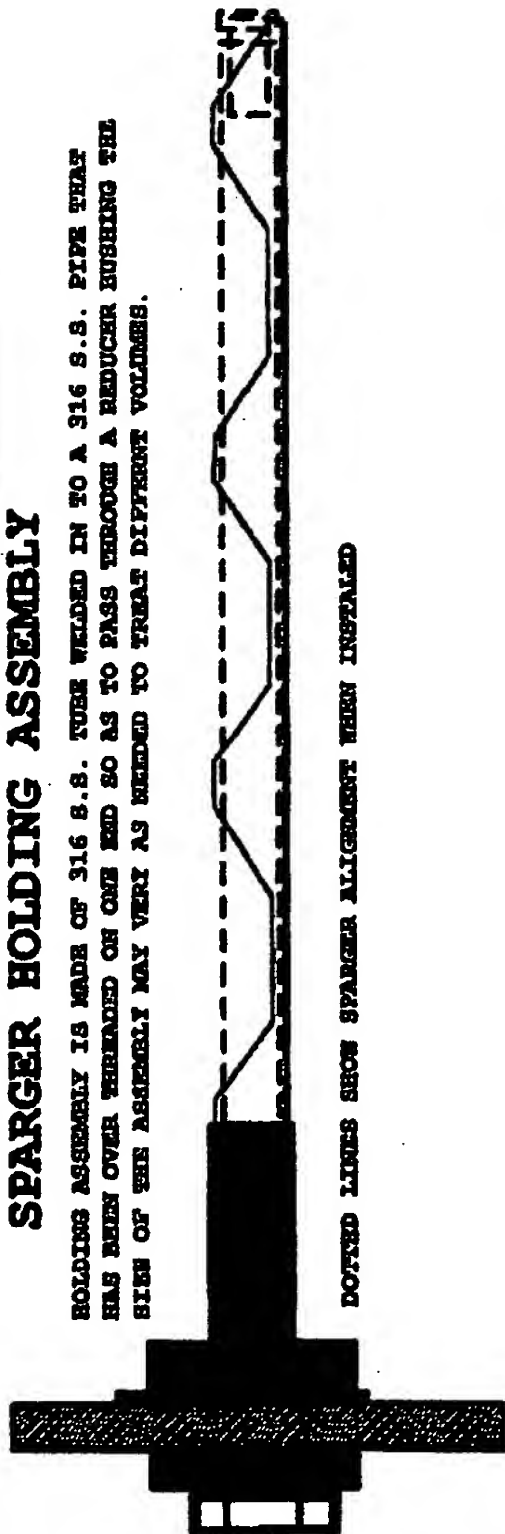 SPARGER HOLDING ASSEMBLY
HOLDING ASSEMBLY IS MADE OF 316 S.S. TUBE WELDED IN TO A 316 S.S. PIPE THAT
HAS BEEN OVER THREADED ON ONE END SO AS TO PASS THROUGH A REDUCER BUSHING THE
SIZE OF THE ASSEMBLY MAY VERY AS NEEDED TO TREAT DIFFERENT VOLUMES.
DOTTED LINES SHOW SPARGER ALIGEMENT WHEN INSTALED